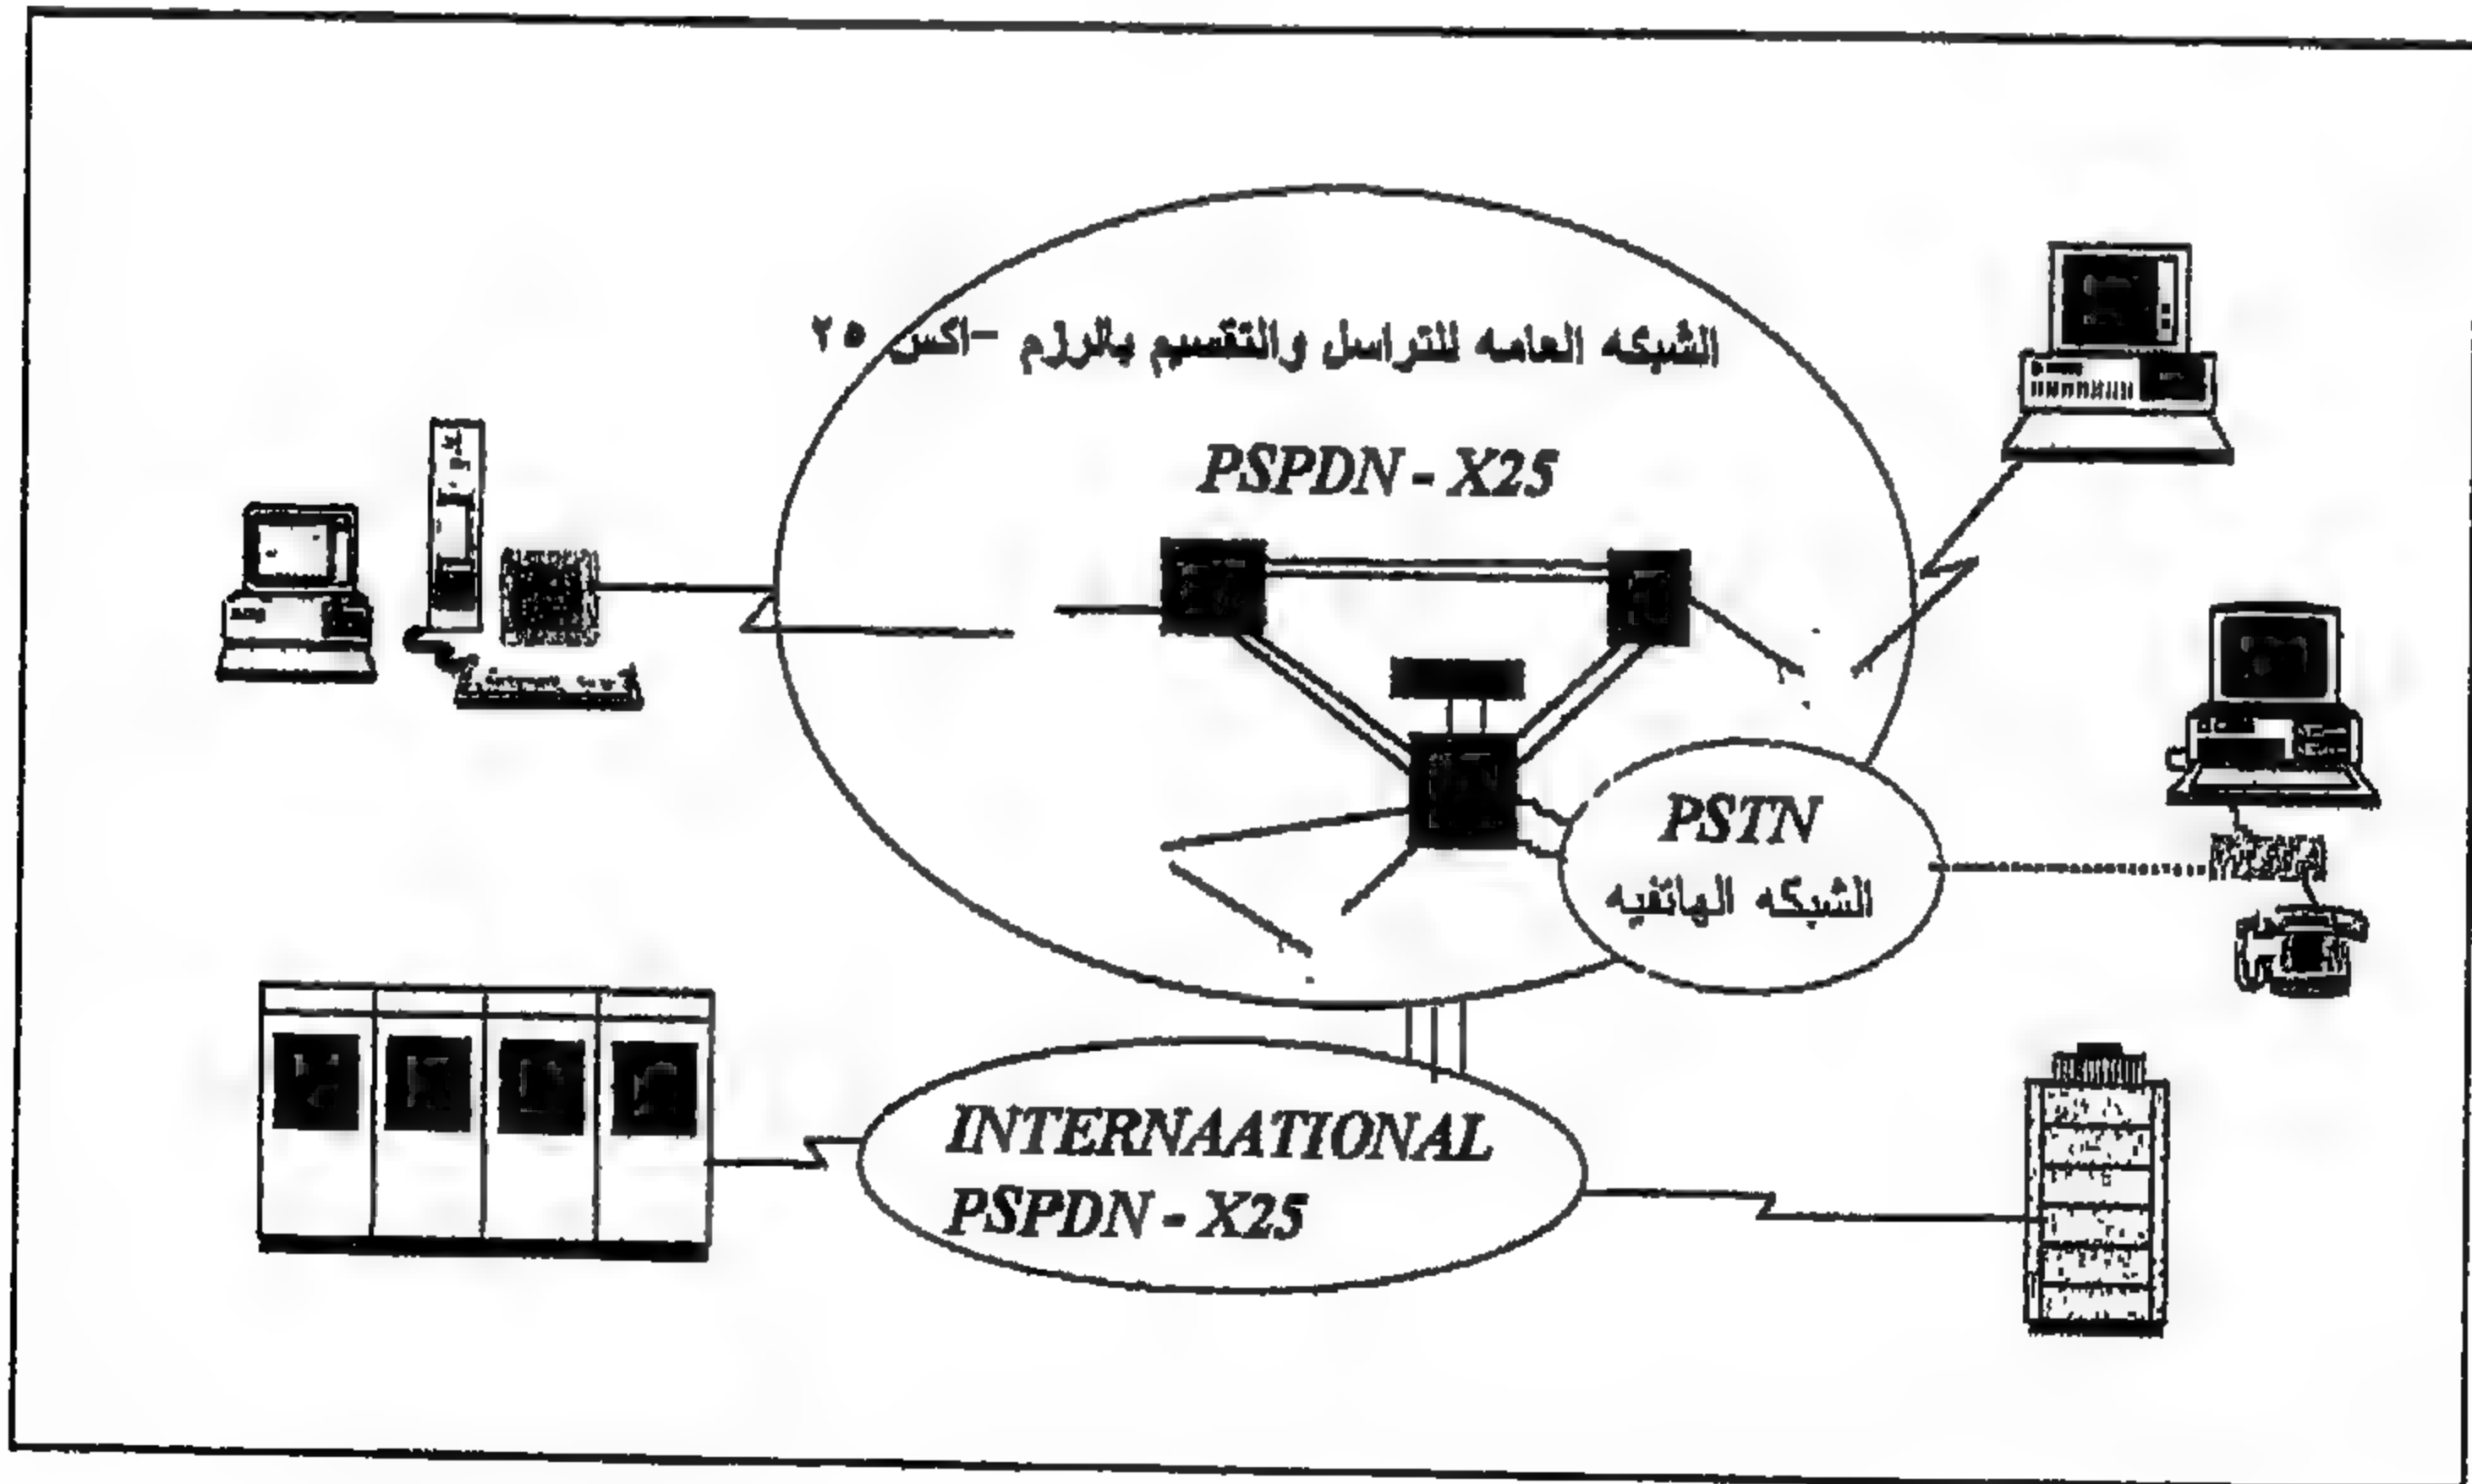 الشبكه العامه للتراسل والتقسيم بالرزم -اكس ٢٥
PSPDN - X25
PSTN
الشبكه الهاتفيه
INTERNAATIONAL
PSPDN - X25